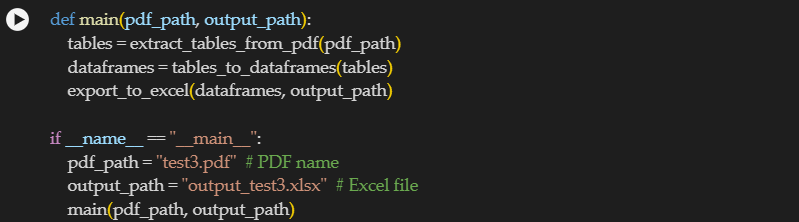 def main(pdf_path, output_path):
    tables = extract_tables_from_pdf(pdf_path)
    dataframes = tables_to_dataframes(tables)
    export_to_excel(dataframes, output_path)

if __name__ == "__main__":
    pdf_path = "test3.pdf"  # PDF name
    output_path = "output_test3.xlsx"  # Excel file
    main(pdf_path, output_path)